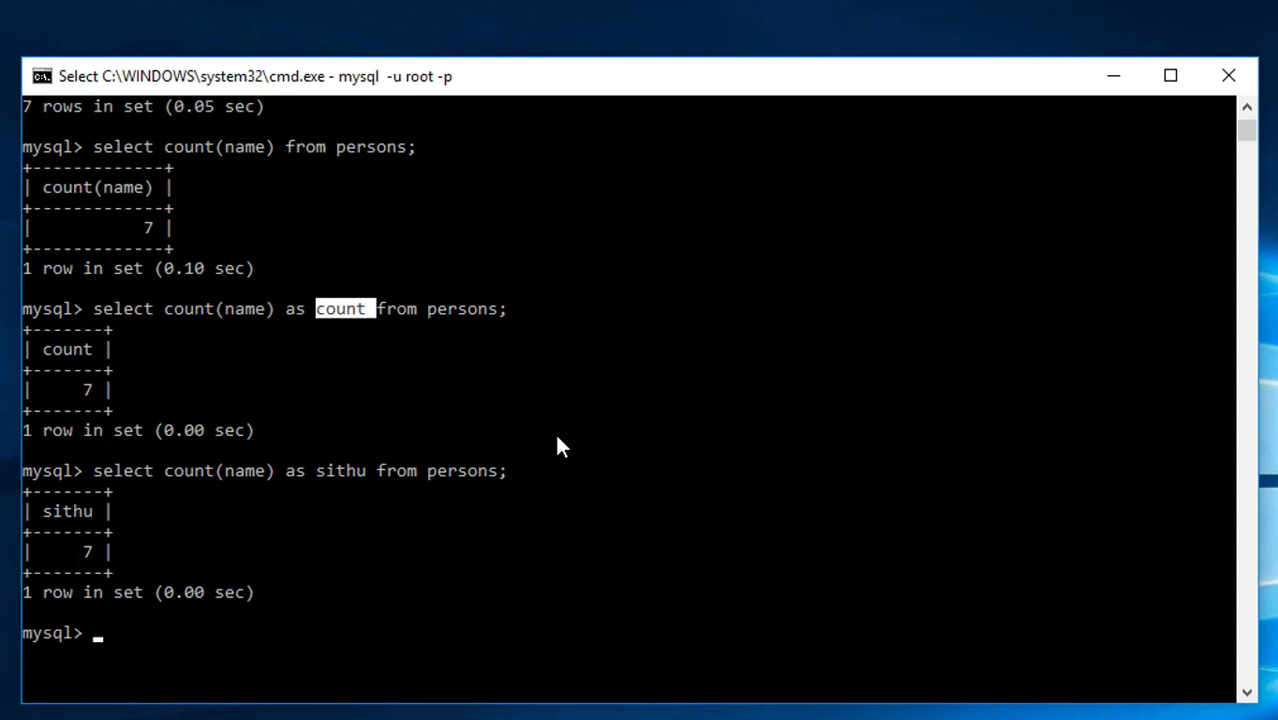 Select C:\WINDOWS\system32\cmd.exe - mysql  -u root -p
7 rows in set (0.05 sec)
mysql> select count(name) from persons;
+-------------+
| count(name) |
+-------------+
|           7 |
+-------------+
1 row in set (0.10 sec)
mysql> select count(name) as count from persons;
+-------+
| count |
+-------+
|     7 |
+-------+
1 row in set (0.00 sec)
mysql> select count(name) as sithu from persons;
+-------+
| sithu |
+-------+
|     7 |
+-------+
1 row in set (0.00 sec)
mysql> _